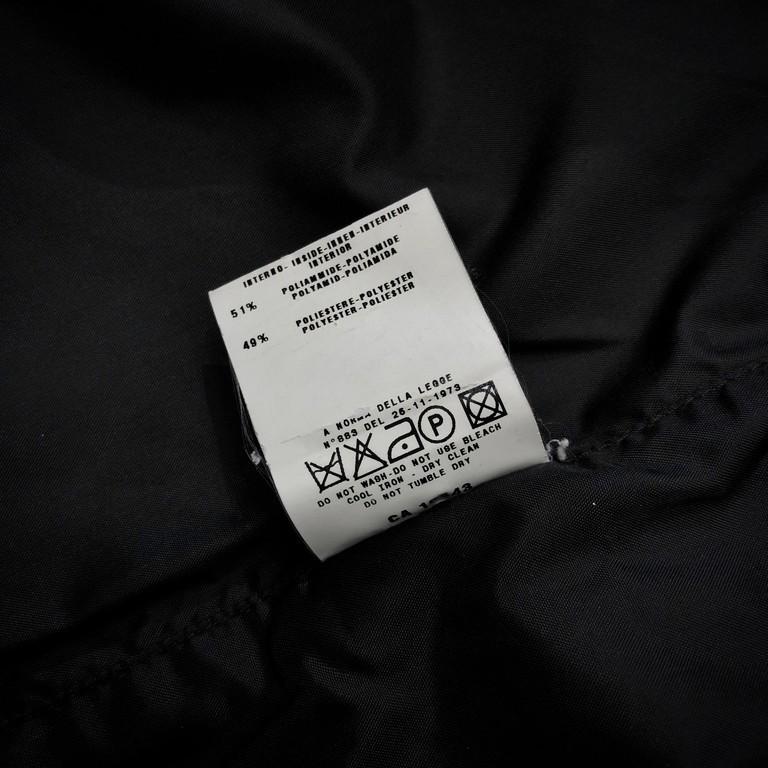 INTERNO-INSIDE-INNEN-INTERIEUR
INTERIOR
51% POLIAMMIDE-POLYAMIDE
POLYAMID-POLIAMIDA
49% POLIESTERE-POLYESTER
POLYESTER-POLIESTER
A NORMA DELLA LEGGE
N°883 DEL 26-11-1973
P
DO NOT WASH-DO NOT USE BLEACH
COOL IRON - DRY CLEAN
DO NOT TUMBLE DRY
CA